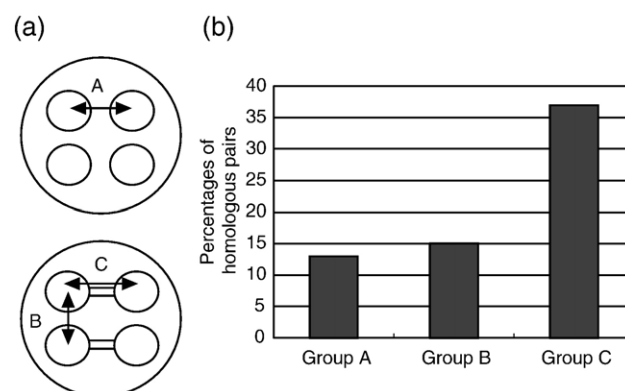 (a)
A
C
B
(b)
Percentages of
homologous pairs
40
35
30
25
20
15
10
5
0
Group A
Group B
Group C